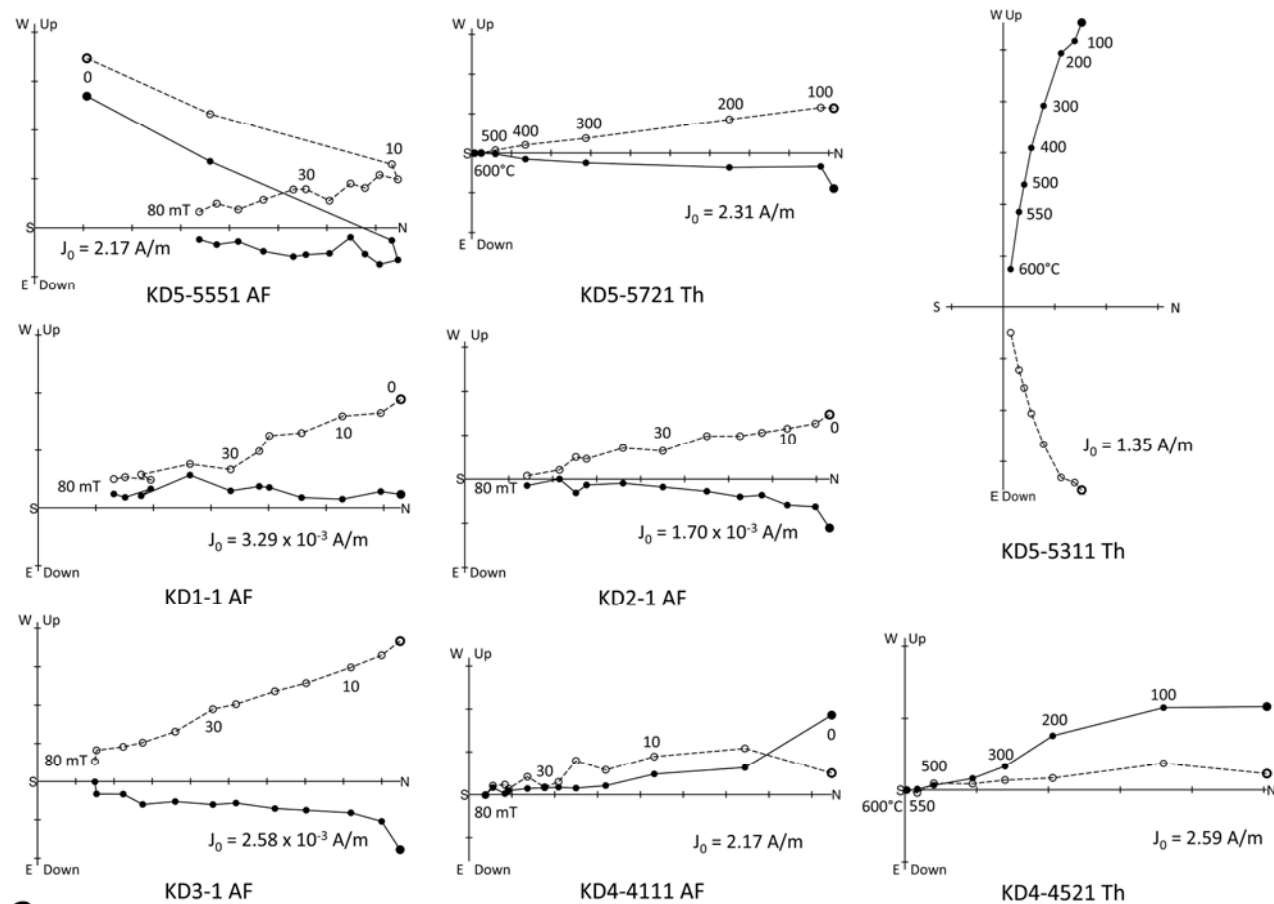 W Up
0
10
30
80 mT
S
N
J0 = 2.17 A/m
E Down
KD5-5551 AF
W Up
100
200
300
400
500
S
N
600°C
J0 = 2.31 A/m
E Down
KD5-5721 Th
W Up
100
200
300
400
500
550
600°C
S
N
J0 = 1.35 A/m
E Down
KD5-5311 Th
W Up
0
10
30
80 mT
S
N
J0 = 3.29 x 10-3 A/m
E Down
KD1-1 AF
W Up
0
10
30
S
N
80 mT
J0 = 1.70 x 10-3 A/m
E Down
KD2-1 AF
W Up
10
30
80 mT
S
N
J0 = 2.58 x 10-3 A/m
E Down
KD3-1 AF
W Up
0
10
30
S
N
80 mT
J0 = 2.17 A/m
E Down
KD4-4111 AF
W Up
100
200
300
500
S
N
600°C 550
J0 = 2.59 A/m
E Down
KD4-4521 Th